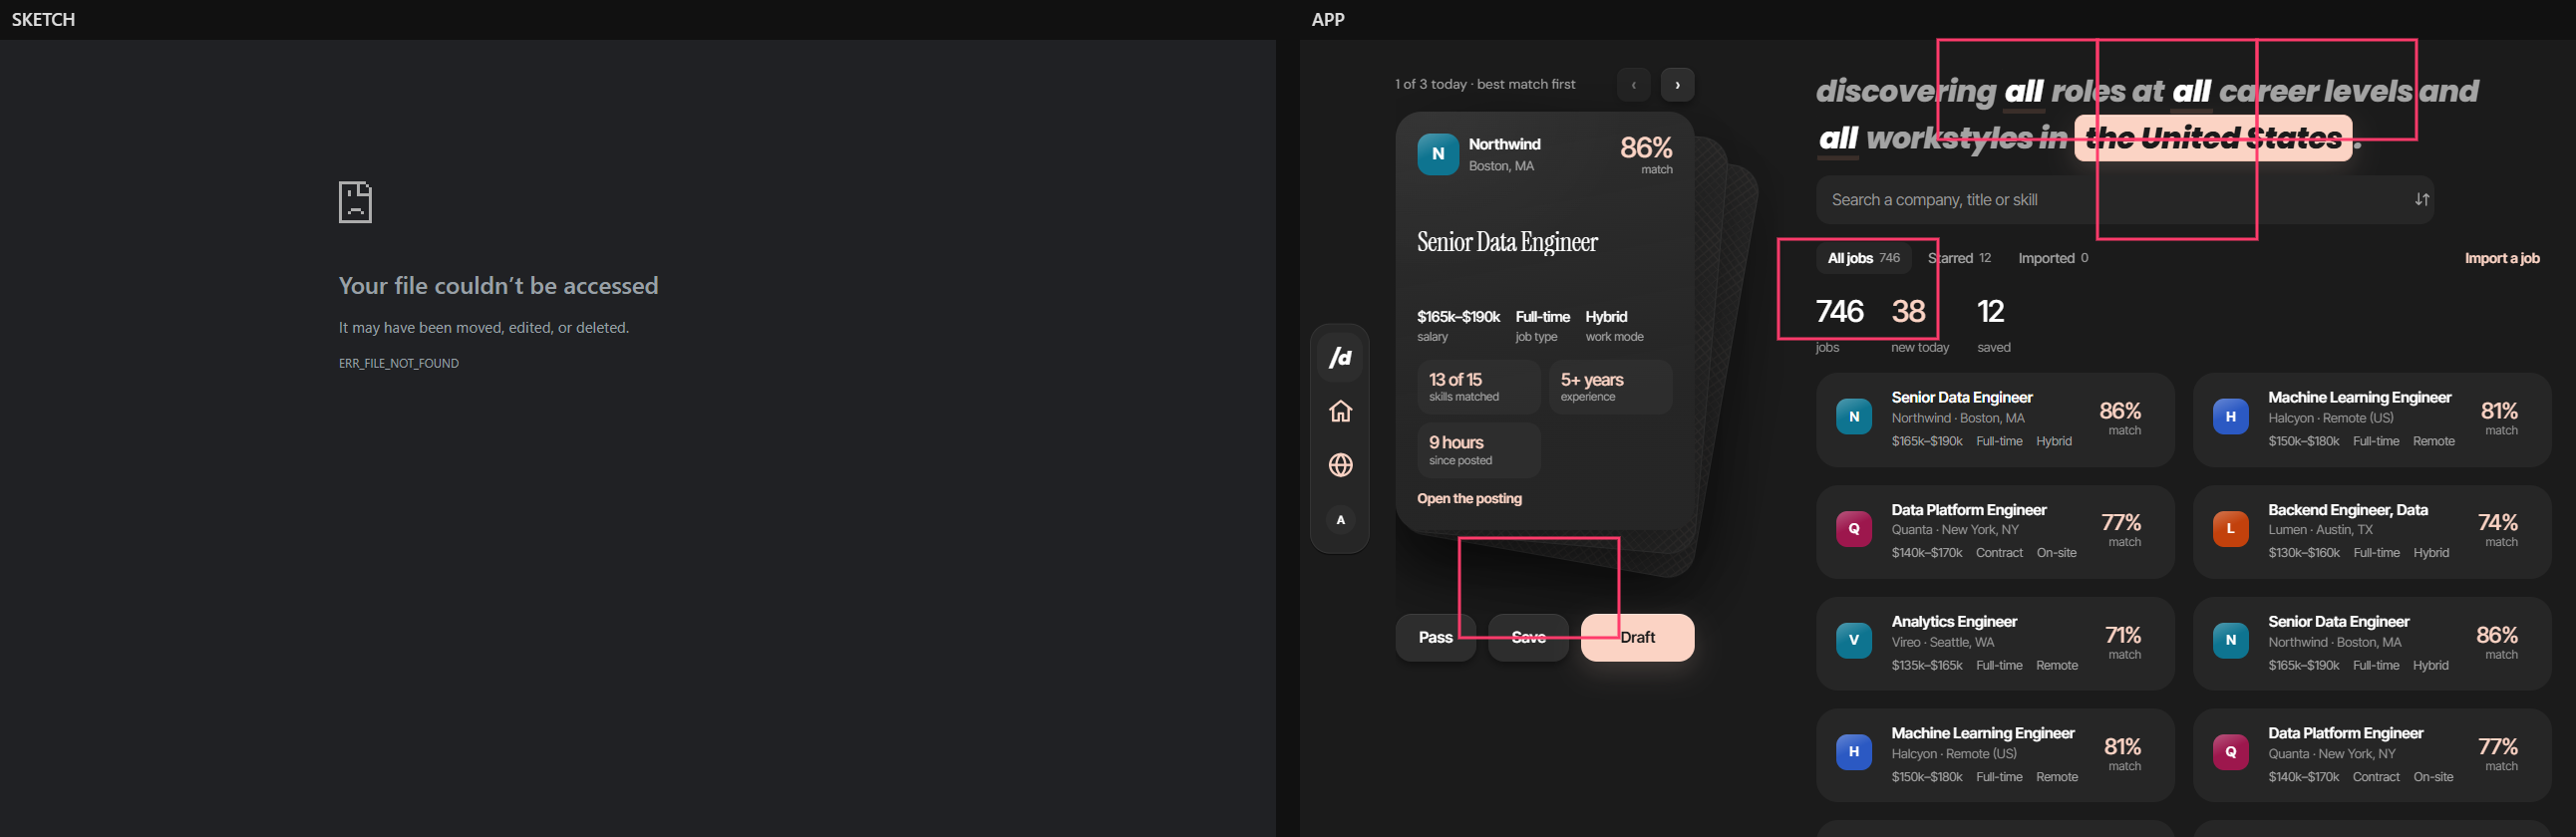 SKETCH
Your file couldn't be accessed
It may have been moved, edited, or deleted.
ERR_FILE_NOT_FOUND
APP
/d
A
1 of 3 today · best match first
‹ ›
N
Northwind
Boston, MA
86%
match
Senior Data Engineer
$165k–$190k Full-time Hybrid
salary job type work mode
13 of 15
skills matched
5+ years
experience
9 hours
since posted
Open the posting
Pass Save Draft
discovering all roles at all career levels and
all workstyles in the United States .
Search a company, title or skill
All jobs 746 Starred 12 Imported 0 Import a job
746 38 12
jobs new today saved
N
Senior Data Engineer
Northwind · Boston, MA
$165k–$190k Full-time Hybrid
86%
match
H
Machine Learning Engineer
Halcyon · Remote (US)
$150k–$180k Full-time Remote
81%
match
Q
Data Platform Engineer
Quanta · New York, NY
$140k–$170k Contract On-site
77%
match
L
Backend Engineer, Data
Lumen · Austin, TX
$130k–$160k Full-time Hybrid
74%
match
V
Analytics Engineer
Vireo · Seattle, WA
$135k–$165k Full-time Remote
71%
match
N
Senior Data Engineer
Northwind · Boston, MA
$165k–$190k Full-time Hybrid
86%
match
H
Machine Learning Engineer
Halcyon · Remote (US)
$150k–$180k Full-time Remote
81%
match
Q
Data Platform Engineer
Quanta · New York, NY
$140k–$170k Contract On-site
77%
match